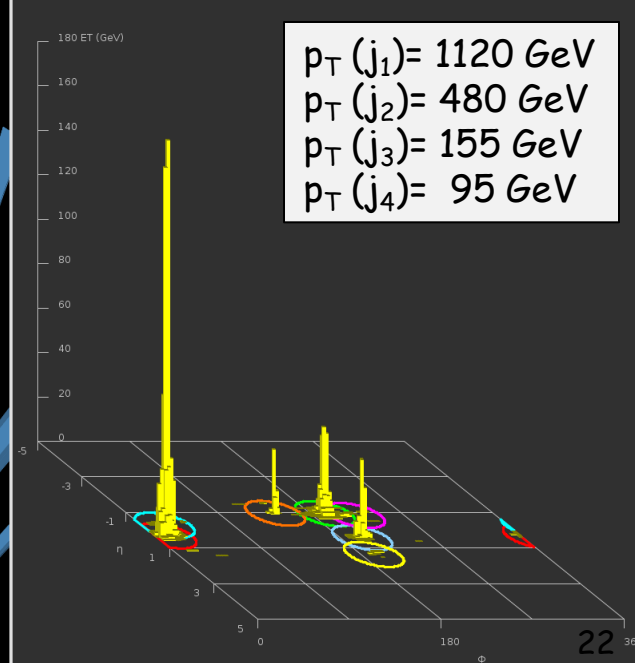 180 ET (GeV)
160
140
120
100
80
60
40
20
0
pT (j1)= 1120 GeV
pT (j2)= 480 GeV
pT (j3)= 155 GeV
pT (j4)= 95 GeV
-5
-3
-1
η
1
3
5
0
180
36
Φ
22